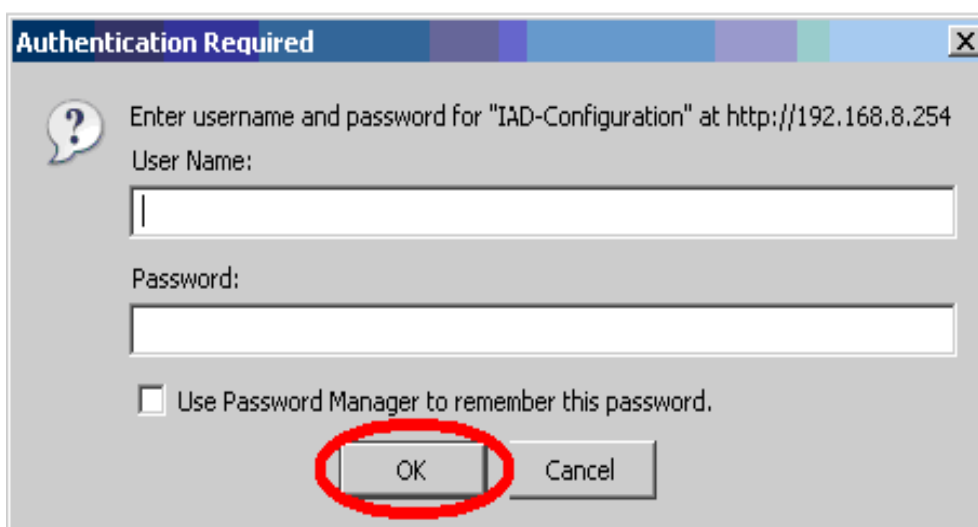 Authentication Required
Enter username and password for "IAD-Configuration" at http://192.168.8.254
User Name:
Password:
Use Password Manager to remember this password.
OK Cancel